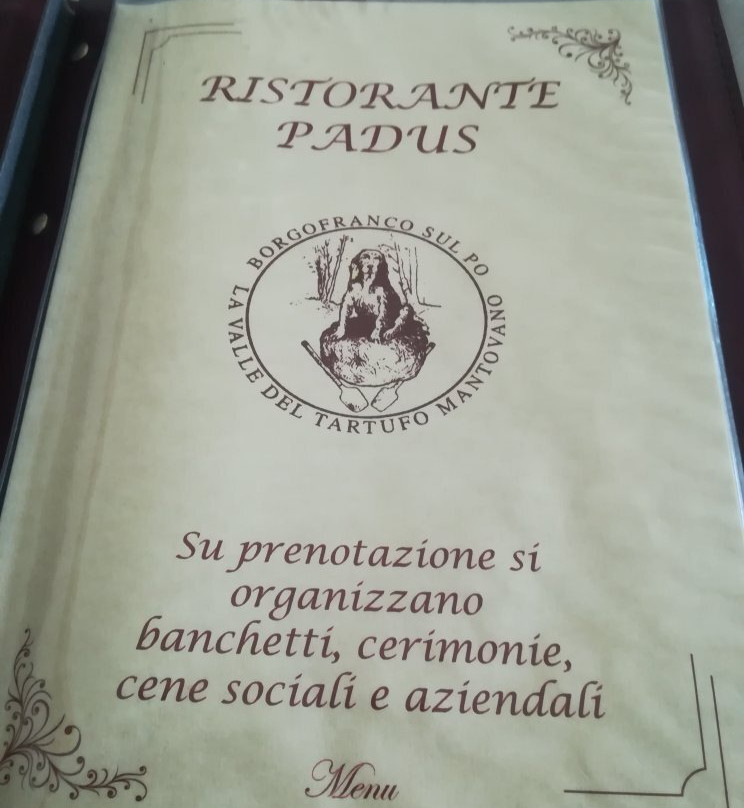 RISTORANTE
PADUS
BORGOFRANCO SUL PO
LA VALLE DEL TARTUFO MANTOVANO
Su prenotazione si
organizzano
banchetti, cerimonie,
cene sociali e aziendali
Menu